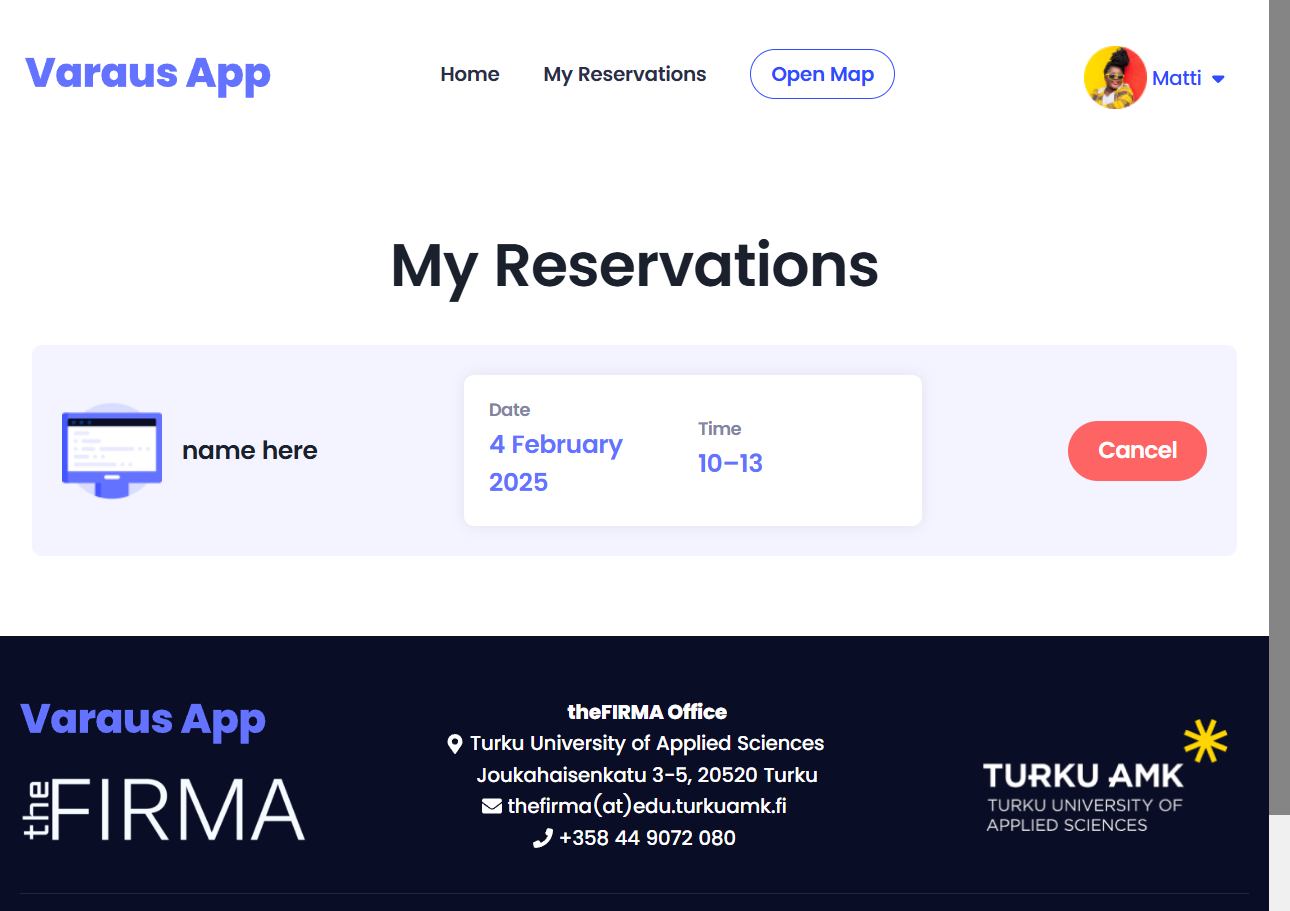 Varaus App
Home
My Reservations
Open Map
Matti
My Reservations
name here
Date
4 February
2025
Time
10–13
Cancel
Varaus App
theFIRMA
theFIRMA Office
Turku University of Applied Sciences
Joukahaisenkatu 3-5, 20520 Turku
thefirma(at)edu.turkuamk.fi
+358 44 9072 080
TURKU AMK
TURKU UNIVERSITY OF
APPLIED SCIENCES